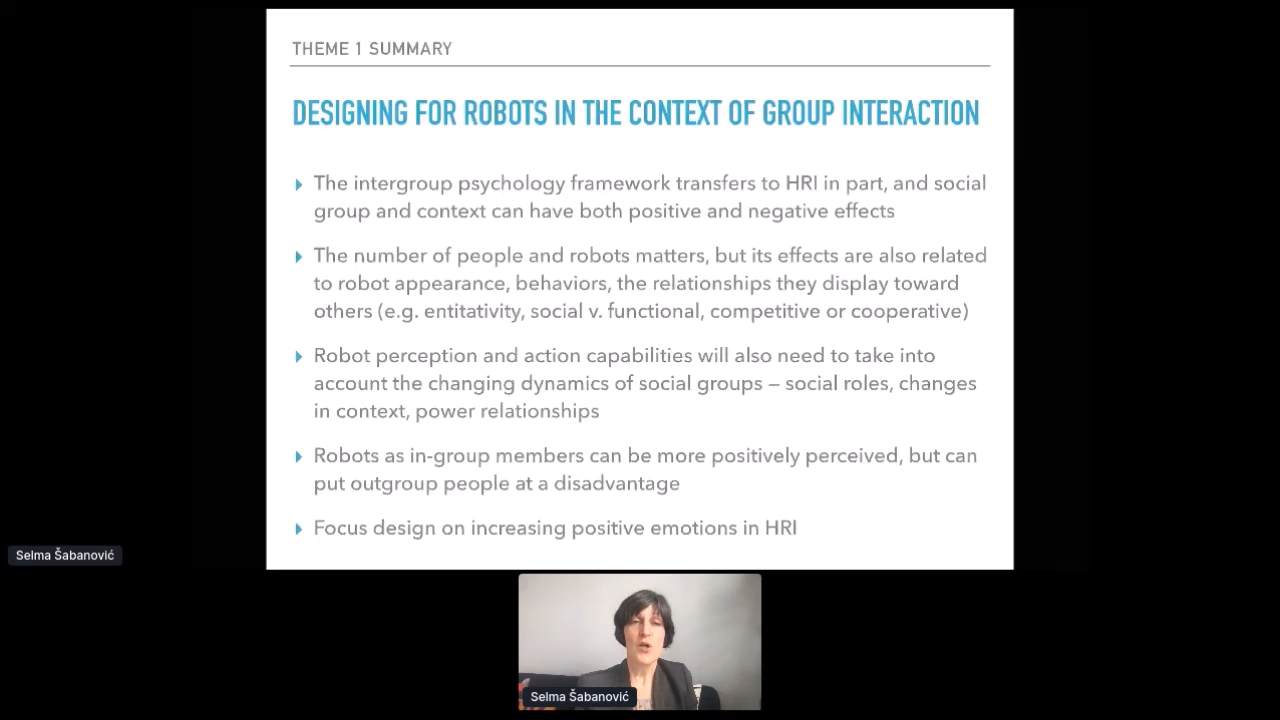 THEME 1 SUMMARY
DESIGNING FOR ROBOTS IN THE CONTEXT OF GROUP INTERACTION
The intergroup psychology framework transfers to HRI in part, and social
group and context can have both positive and negative effects
The number of people and robots matters, but its effects are also related
to robot appearance, behaviors, the relationships they display toward
others (e.g. entitativity, social v. functional, competitive or cooperative)
Robot perception and action capabilities will also need to take into
account the changing dynamics of social groups – social roles, changes
in context, power relationships
Robots as in-group members can be more positively perceived, but can
put outgroup people at a disadvantage
Focus design on increasing positive emotions in HRI
Selma Šabanović
Selma Šabanović